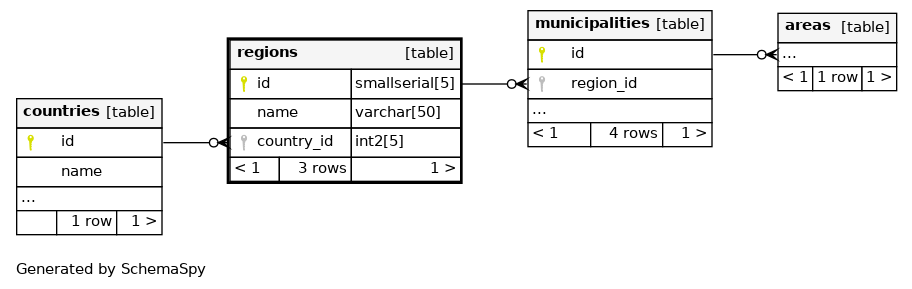 countries [table]
id
name
...
1 row 1 >
regions [table]
id smallserial[5]
name varchar[50]
country_id int2[5]
< 1 3 rows 1 >
municipalities [table]
id
region_id
...
< 1 4 rows 1 >
areas [table]
...
< 1 1 row 1 >
Generated by SchemaSpy